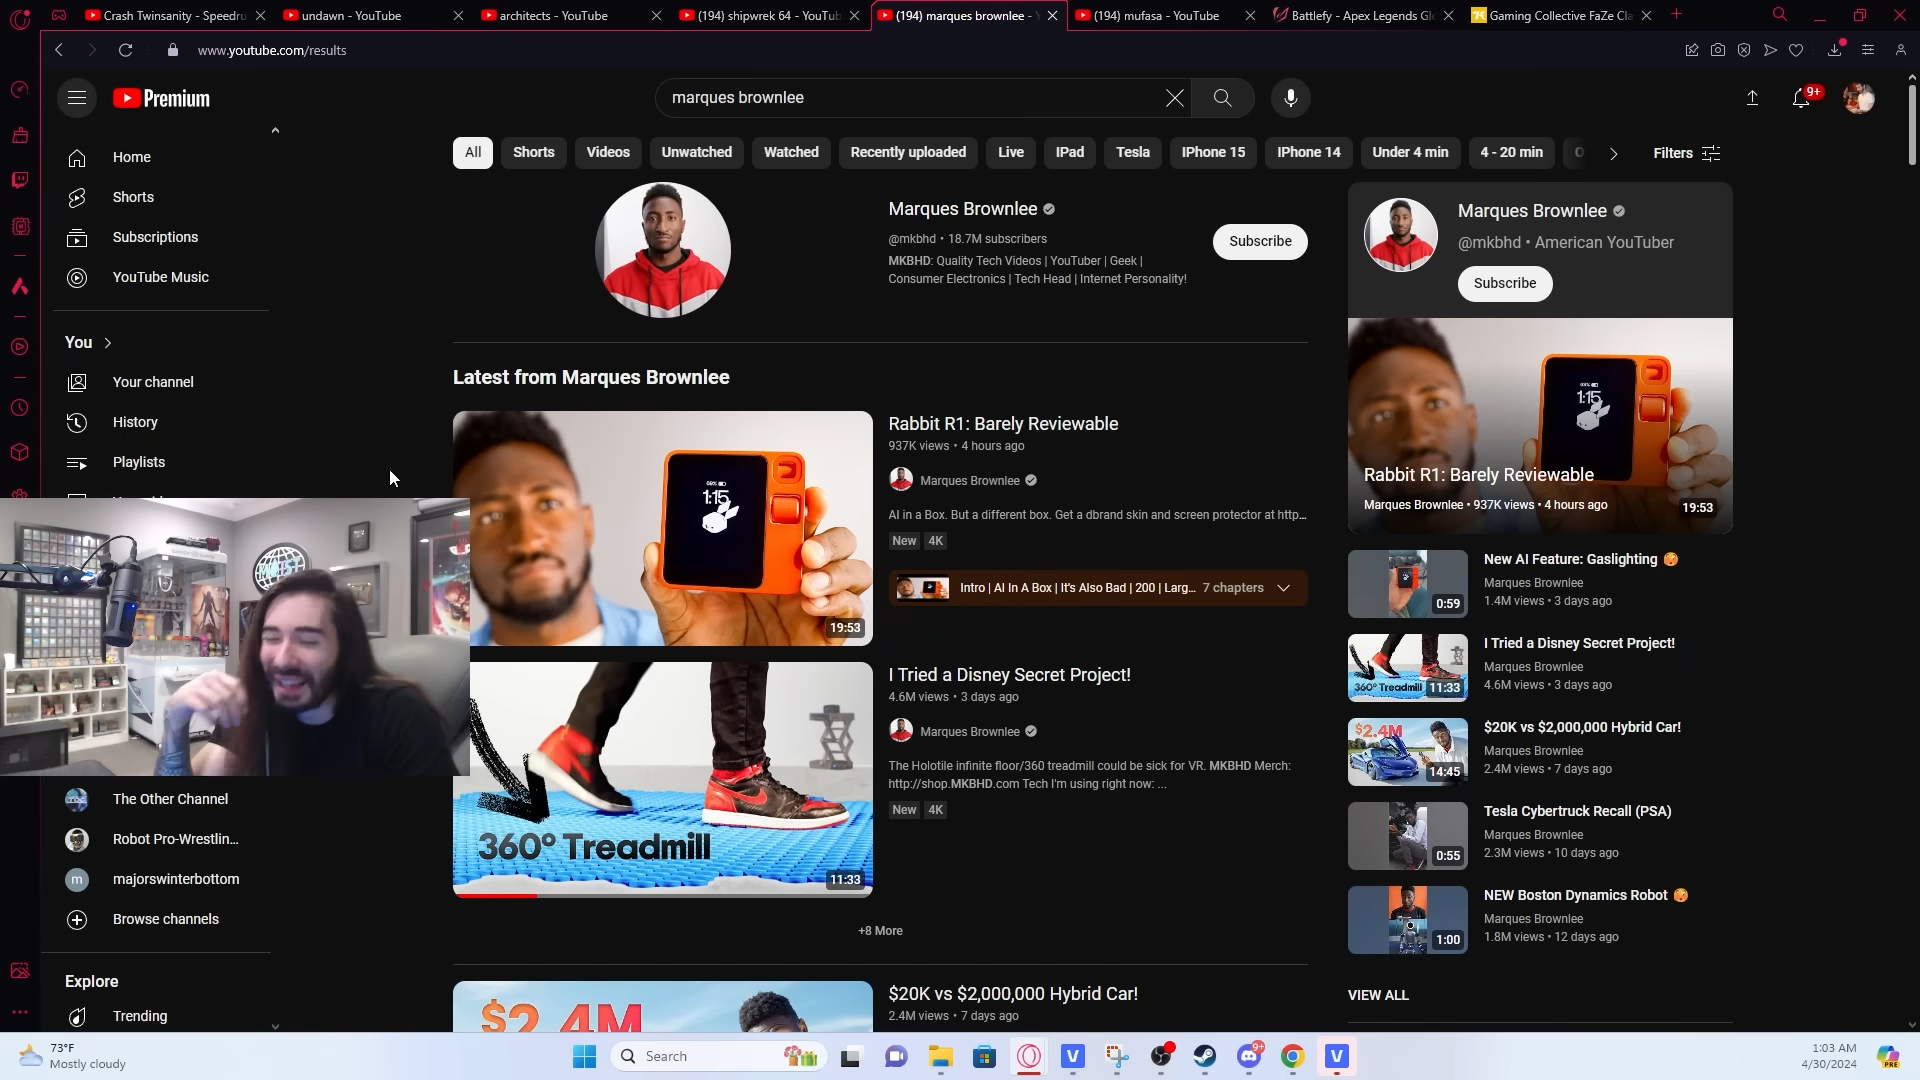 Crash Twinsanity - Speedru
undawn - YouTube
architects - YouTube
(194) shipwrek 64 - YouTub
(194) marques brownlee - Y
(194) mufasa - YouTube
Battlefy - Apex Legends Gl
Gaming Collective FaZe Cla
www.youtube.com/results
Premium
marques brownlee
9+
All
Shorts
Videos
Unwatched
Watched
Recently uploaded
Live
IPad
Tesla
IPhone 15
IPhone 14
Under 4 min
4 - 20 min
Filters
Home
Shorts
Subscriptions
YouTube Music
You
Your channel
History
Playlists
The Other Channel
Robot Pro-Wrestlin...
m
majorswinterbottom
Browse channels
Explore
Trending
Marques Brownlee
@mkbhd • 18.7M subscribers
MKBHD: Quality Tech Videos | YouTuber | Geek |
Consumer Electronics | Tech Head | Internet Personality!
Subscribe
Latest from Marques Brownlee
1:15
19:53
Rabbit R1: Barely Reviewable
937K views • 4 hours ago
Marques Brownlee
AI in a Box. But a different box. Get a dbrand skin and screen protector at http...
New
4K
Intro | AI In A Box | It's Also Bad | 200 | Larg...
7 chapters
360° Treadmill
11:33
I Tried a Disney Secret Project!
4.6M views • 3 days ago
Marques Brownlee
The Holotile infinite floor/360 treadmill could be sick for VR. MKBHD Merch:
http://shop.MKBHD.com Tech I'm using right now: ...
New
4K
+8 More
$2.4M
$20K vs $2,000,000 Hybrid Car!
2.4M views • 7 days ago
Marques Brownlee
@mkbhd • American YouTuber
Subscribe
1:15
Rabbit R1: Barely Reviewable
Marques Brownlee • 937K views • 4 hours ago
19:53
0:59
New AI Feature: Gaslighting
Marques Brownlee
1.4M views • 3 days ago
360° Treadmill
11:33
I Tried a Disney Secret Project!
Marques Brownlee
4.6M views • 3 days ago
$2.4M
14:45
$20K vs $2,000,000 Hybrid Car!
Marques Brownlee
2.4M views • 7 days ago
0:55
Tesla Cybertruck Recall (PSA)
Marques Brownlee
2.3M views • 10 days ago
1:00
NEW Boston Dynamics Robot
Marques Brownlee
1.8M views • 12 days ago
VIEW ALL
73°F
Mostly cloudy
Search
9+
1:03 AM
4/30/2024
PRE